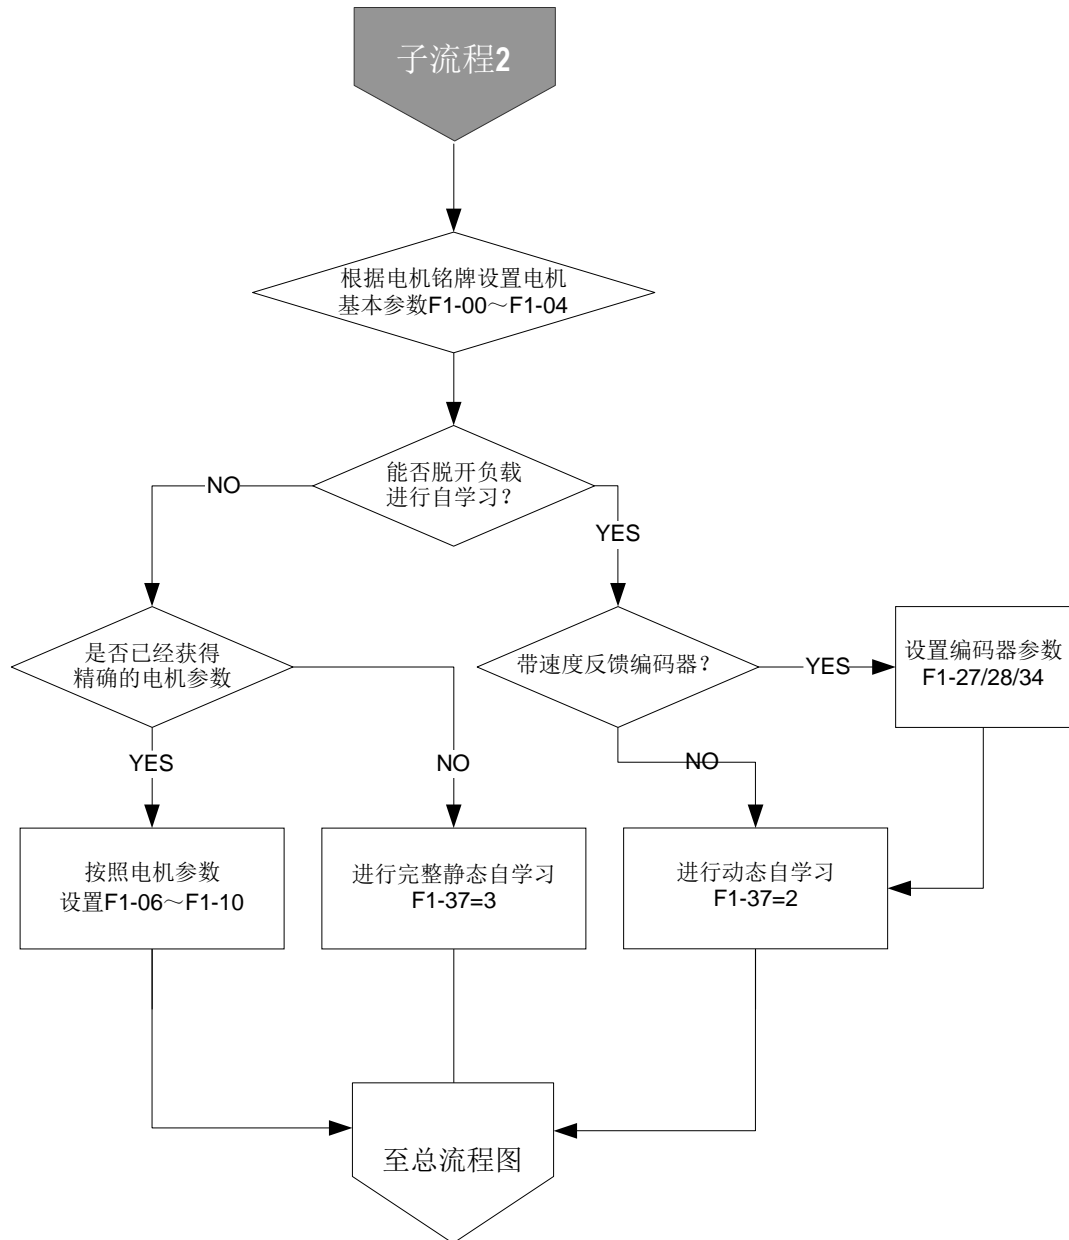 子流程2
根据电机铭牌设置电机
基本参数F1-00～F1-04
能否脱开负载
进行自学习？
NO
YES
是否已经获得
精确的电机参数
带速度反馈编码器？
YES
设置编码器参数
F1-27/28/34
YES
NO
NO
按照电机参数
设置F1-06～F1-10
进行完整静态自学习
F1-37=3
进行动态自学习
F1-37=2
至总流程图